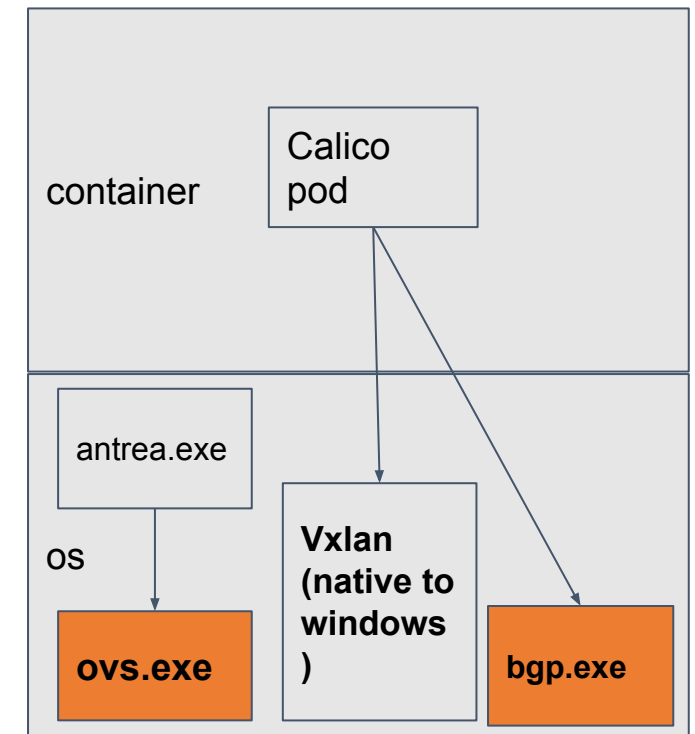 Calico
pod
container
antrea.exe
os
Vxlan
(native to
windows
)
ovs.exe
bgp.exe